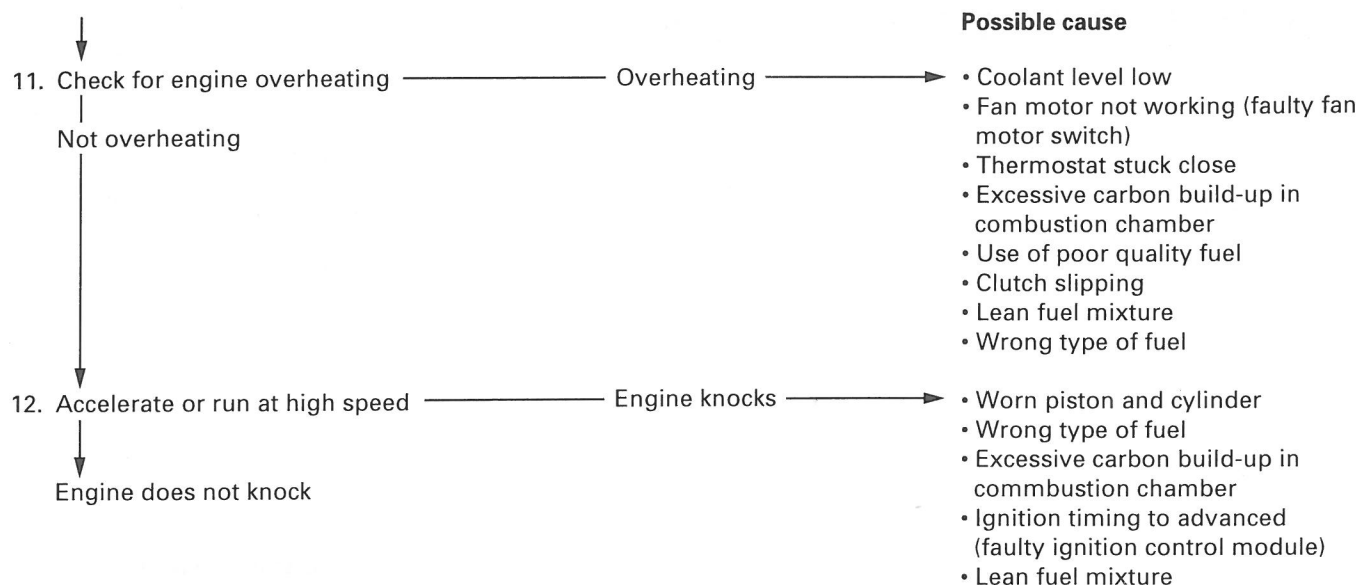 Possible cause
11. Check for engine overheating Overheating • Coolant level low
• Fan motor not working (faulty fan
Not overheating motor switch)
• Thermostat stuck close
• Excessive carbon build-up in
combustion chamber
• Use of poor quality fuel
• Clutch slipping
• Lean fuel mixture
• Wrong type of fuel
12. Accelerate or run at high speed Engine knocks • Worn piston and cylinder
• Wrong type of fuel
• Excessive carbon build-up in
Engine does not knock commbustion chamber
• Ignition timing to advanced
(faulty ignition control module)
• Lean fuel mixture